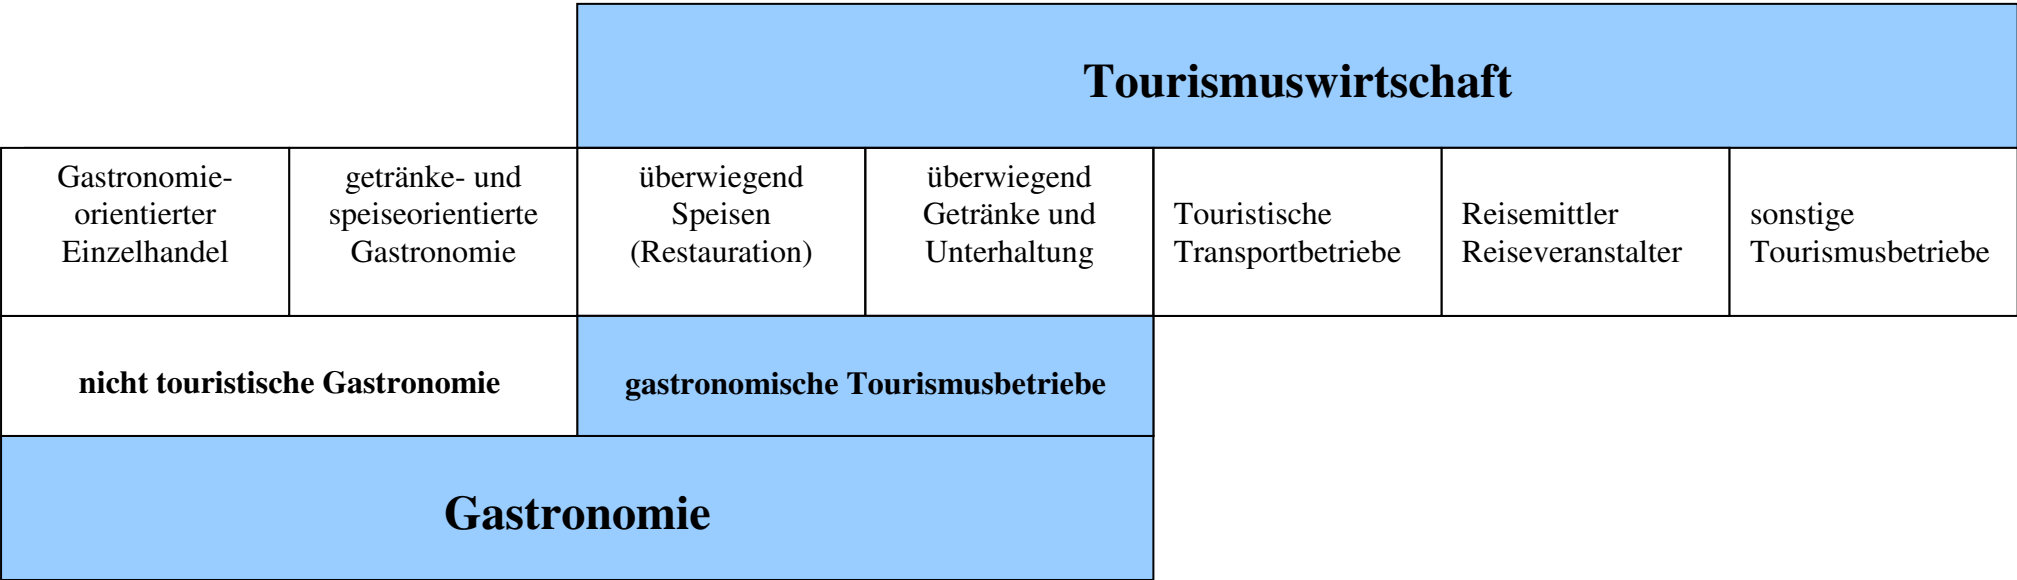 Tourismuswirtschaft
Gastronomie-
orientierter
Einzelhandel
getränke- und
speiseorientierte
Gastronomie
überwiegend
Speisen
(Restauration)
überwiegend
Getränke und
Unterhaltung
Touristische
Transportbetriebe
Reisemittler
Reiseveranstalter
sonstige
Tourismusbetriebe
nicht touristische Gastronomie
gastronomische Tourismusbetriebe
Gastronomie